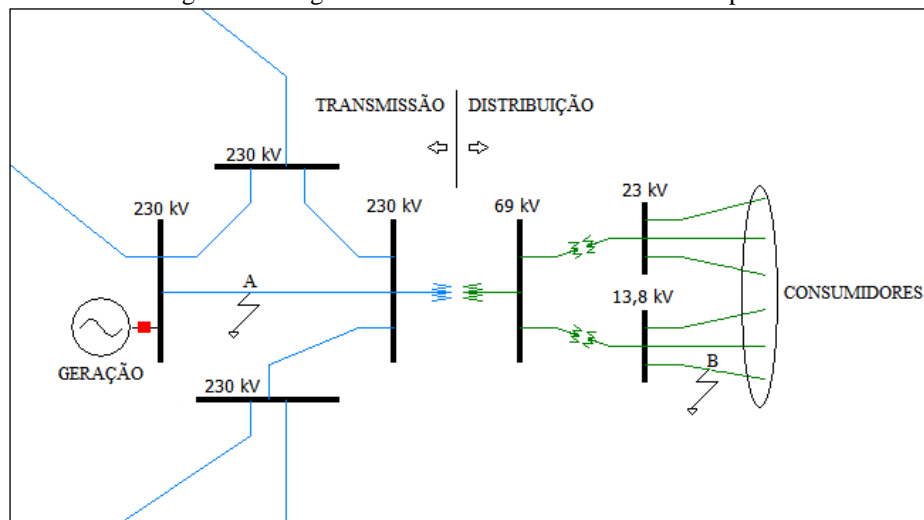 TRANSMISSÃO
DISTRIBUIÇÃO
230 kV
230 kV
230 kV
69 kV
23 kV
A
CONSUMIDORES
13,8 kV
GERAÇÃO
B
230 kV